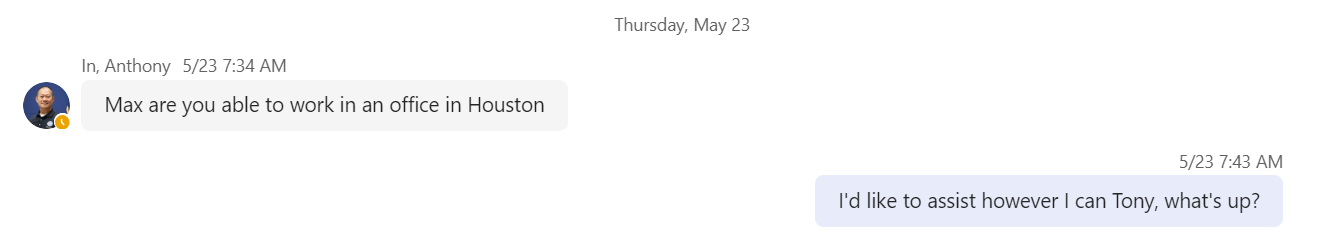 Thursday, May 23
In, Anthony 5/23 7:34 AM
Max are you able to work in an office in Houston
5/23 7:43 AM
I'd like to assist however I can Tony, what's up?